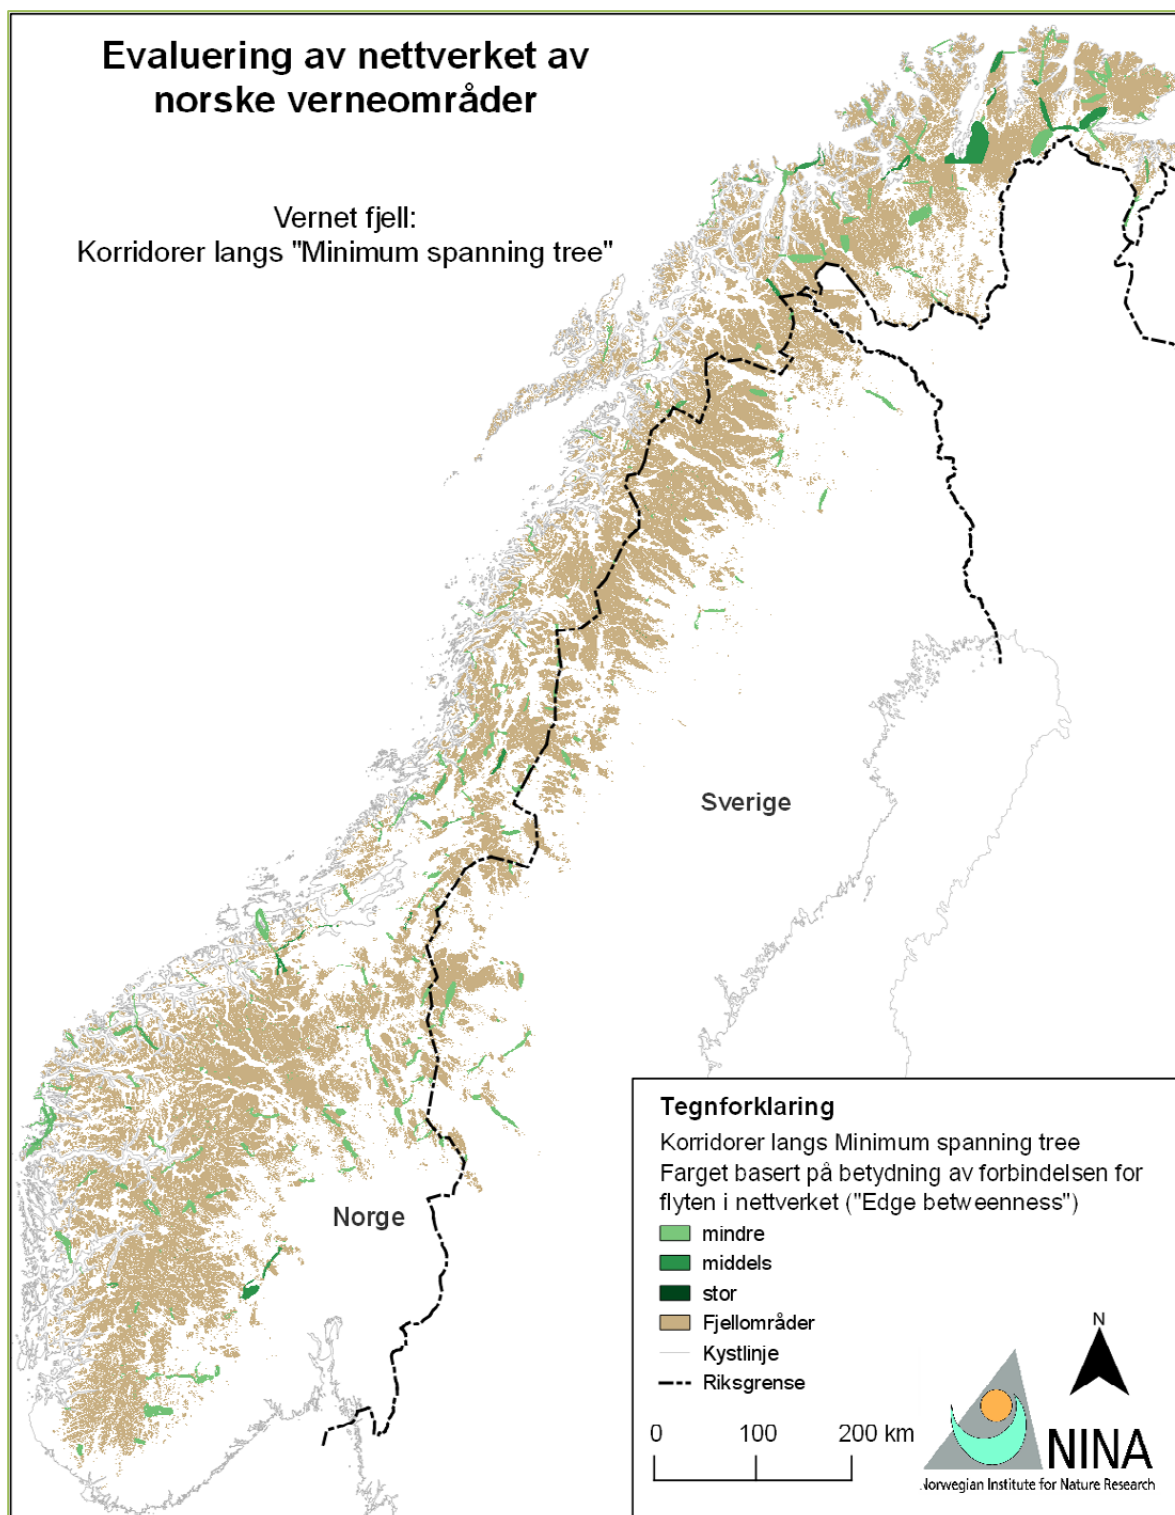 Evaluering av nettverket av
norske verneområder
Vernet fjell:
Korridorer langs "Minimum spanning tree"
Sverige
Norge
Tegnforklaring
Korridorer langs Minimum spanning tree
Farget basert på betydning av forbindelsen for
flyten i nettverket ("Edge betweenness")
mindre
middels
stor
Fjellområder
Kystlinje
Riksgrense
0 100 200 km
N
NINA
Norwegian Institute for Nature Research